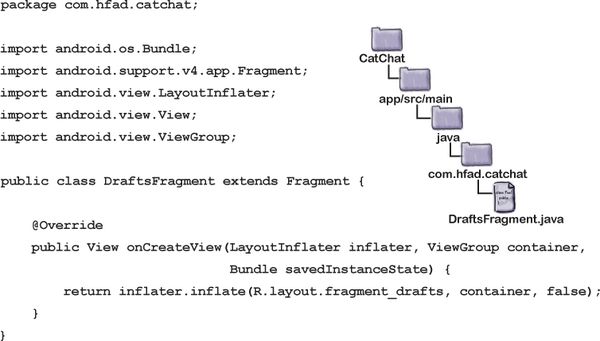 package com.hfad.catchat;
import android.os.Bundle;
import android.support.v4.app.Fragment;
import android.view.LayoutInflater;
import android.view.View;
import android.view.ViewGroup;
public class DraftsFragment extends Fragment {
@Override
public View onCreateView(LayoutInflater inflater, ViewGroup container,
Bundle savedInstanceState) {
return inflater.inflate(R.layout.fragment_drafts, container, false);
}
}
CatChat
app/src/main
java
com.hfad.catchat
DraftsFragment.java